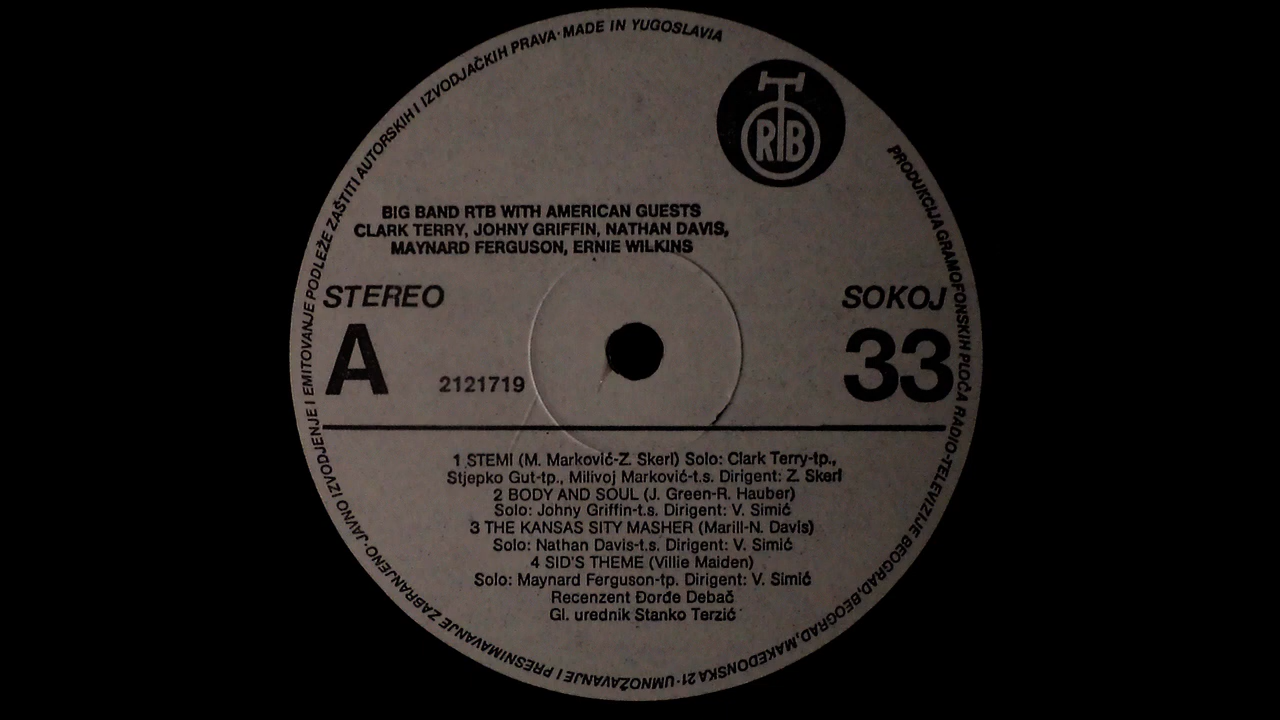 PRODUKCIJA GRAMOFONSKIH PLOČA RADIO-TELEVIZIJE BEOGRAD, BEOGRAD, MAKEDONSKA 21 · UMNOŽAVANJE I PRESNIMAVANJE ZABRANJENO · JAVNO IZVODJENJE I EMITOVANJE PODLEŽE ZAŠTITI AUTORSKIH I IZVODJAČKIH PRAVA · MADE IN YUGOSLAVIA
RTB
BIG BAND RTB WITH AMERICAN GUESTS
CLARK TERRY, JOHNY GRIFFIN, NATHAN DAVIS,
MAYNARD FERGUSON, ERNIE WILKINS
STEREO
SOKOJ
A
33
2121719
1 STEMI (M. Marković-Z. Skerl) Solo: Clark Terry-tp.,
Stjepko Gut-tp., Milivoj Marković-t.s. Dirigent: Z. Skerl
2 BODY AND SOUL (J. Green-R. Hauber)
Solo: Johny Griffin-t.s. Dirigent: V. Simić
3 THE KANSAS SITY MASHER (Marill-N. Davis)
Solo: Nathan Davis-t.s. Dirigent: V. Simić
4 SID'S THEME (Villie Maiden)
Solo: Maynard Ferguson-tp. Dirigent: V. Simić
Recenzent Đorđe Debač
Gl. urednik Stanko Terzić